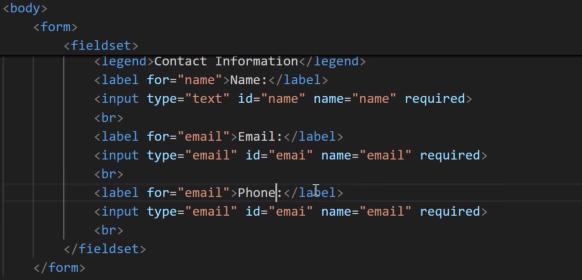 <body>
<form>
<fieldset>
<legend>Contact Information</legend>
<label for="name">Name:</label>
<input type="text" id="name" name="name" required>
<br>
<label for="email">Email:</label>
<input type="email" id="emai" name="email" required>
<br>
<label for="email">Phone:</label>
<input type="email" id="emai" name="email" required>
<br>
</fieldset>
</form>